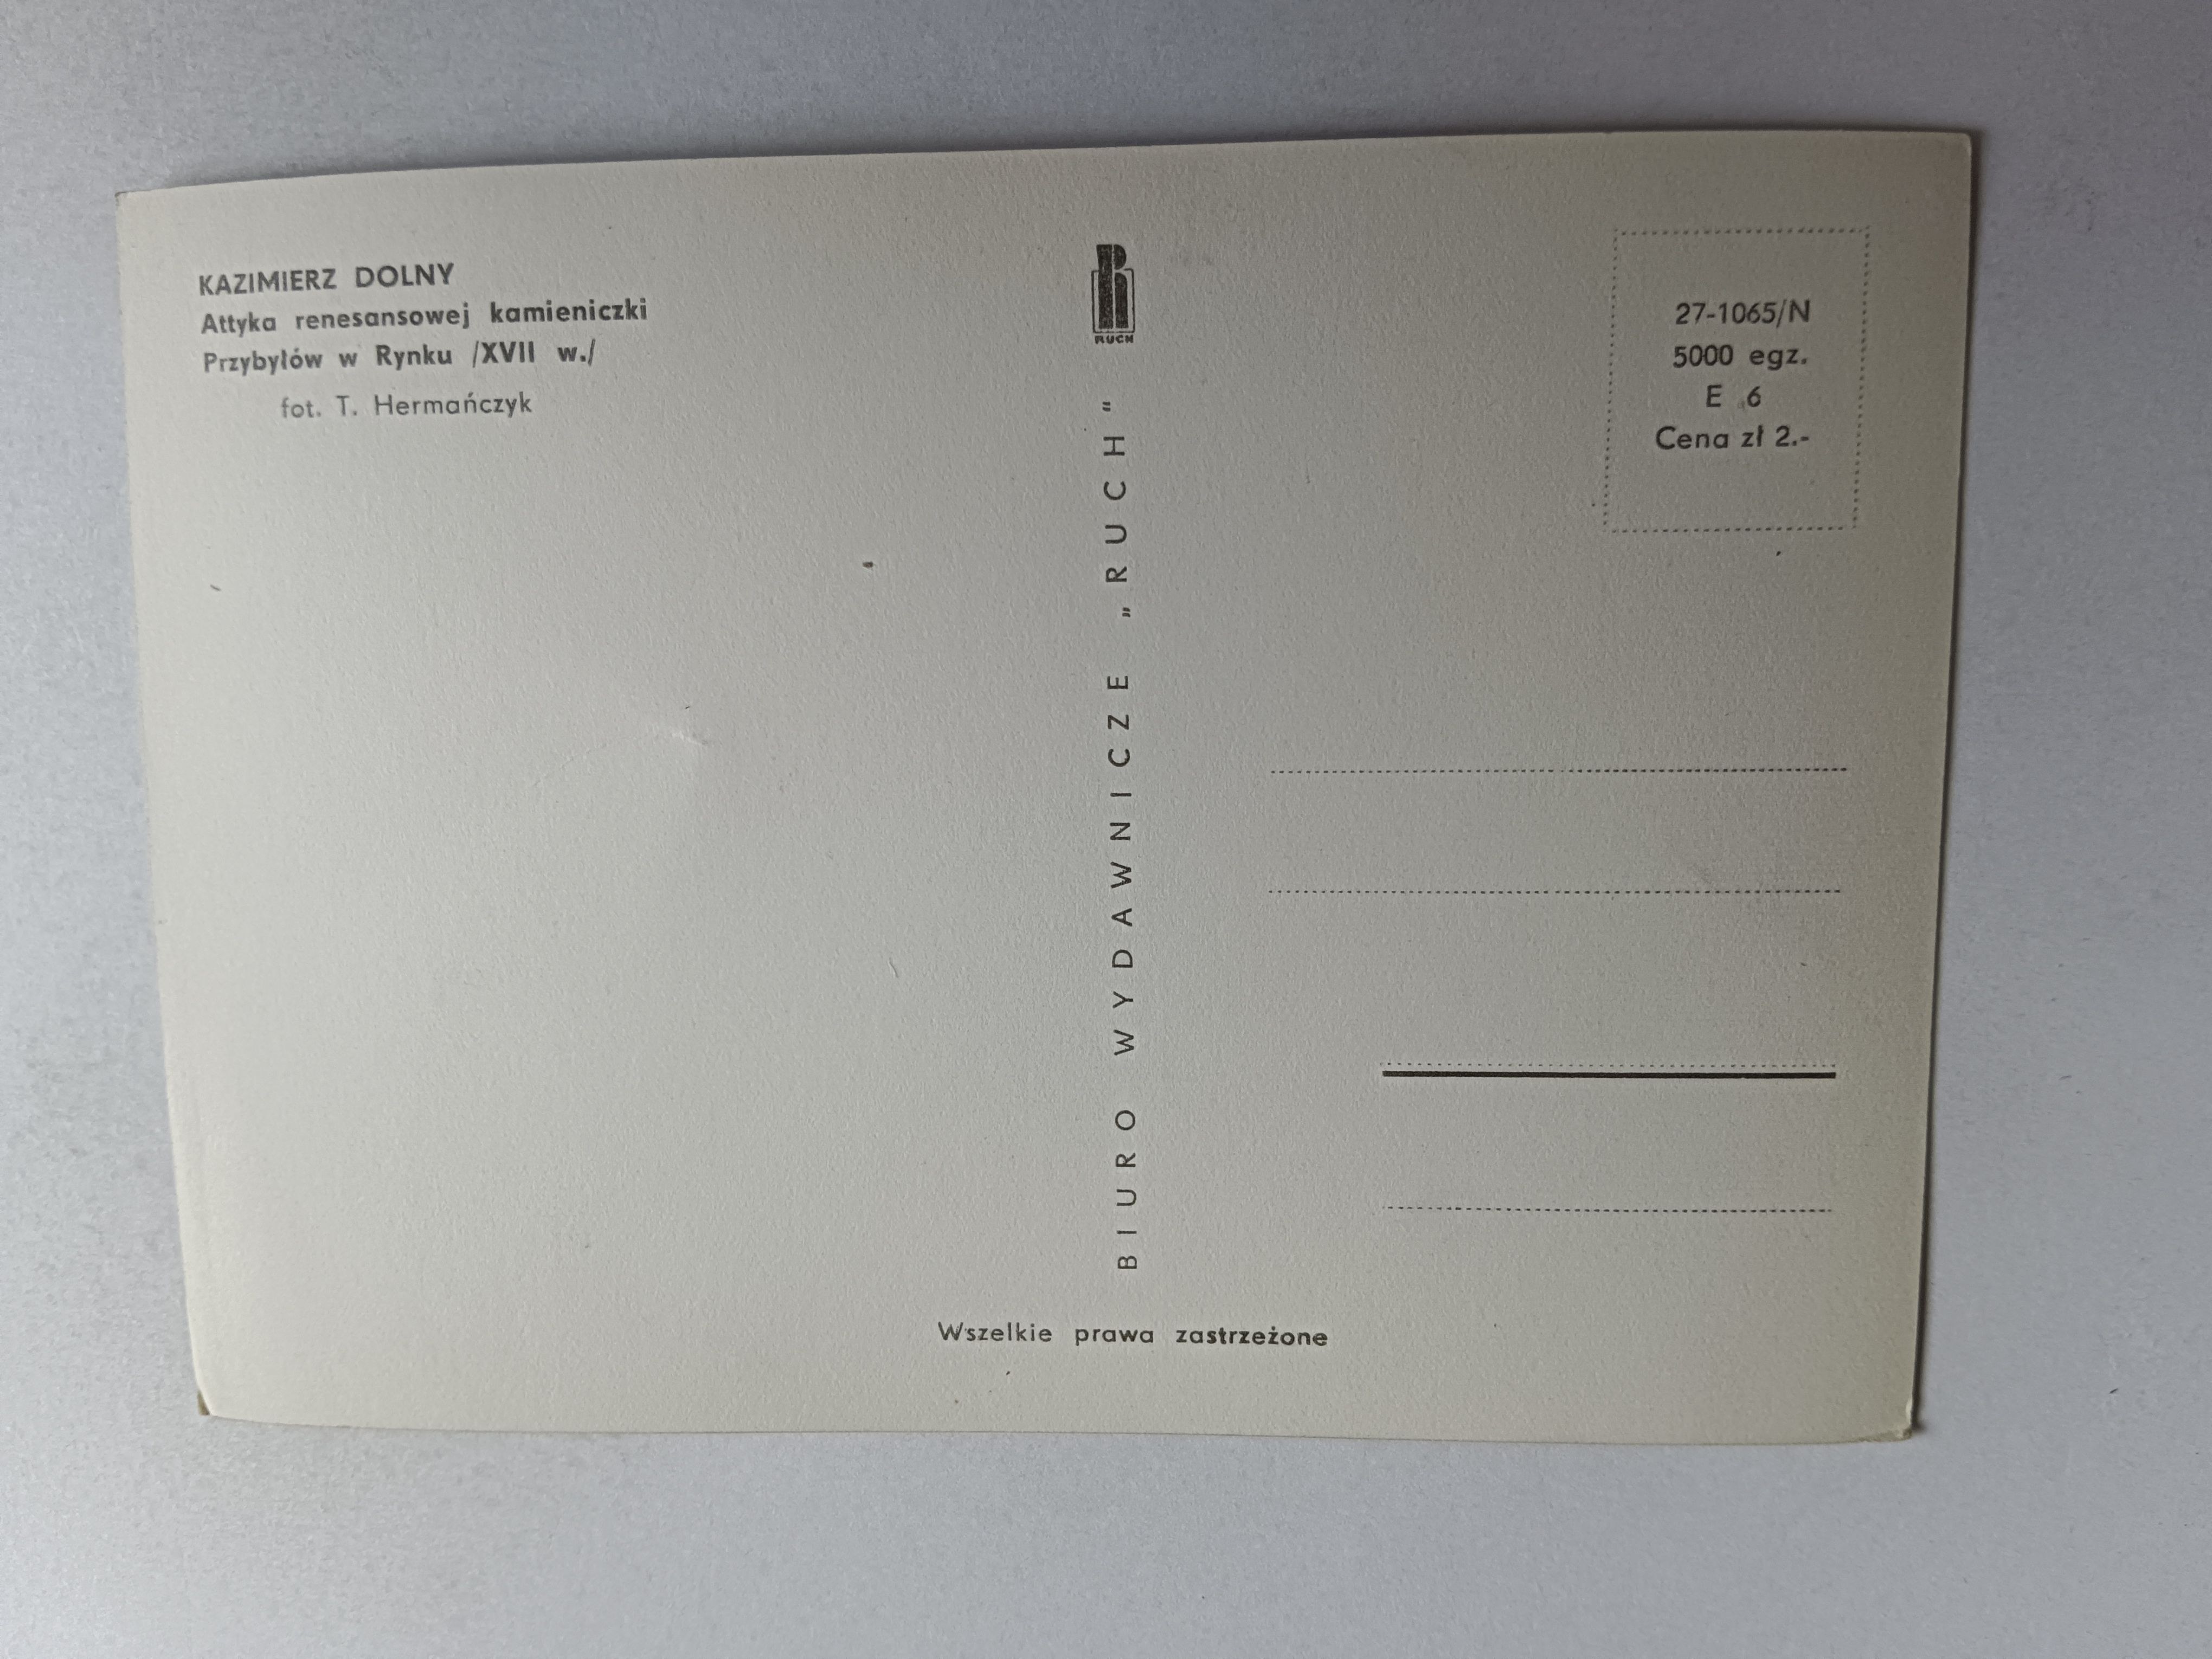 KAZIMIERZ DOLNY
Attyka renesansowej kamieniczki
Przybyłów w Rynku /XVII w./
fot. T. Hermańczyk
RUCH
BIURO WYDAWNICZE „RUCH"
27-1065/N
5000 egz.
E 6
Cena zł 2.-
Wszelkie prawa zastrzeżone